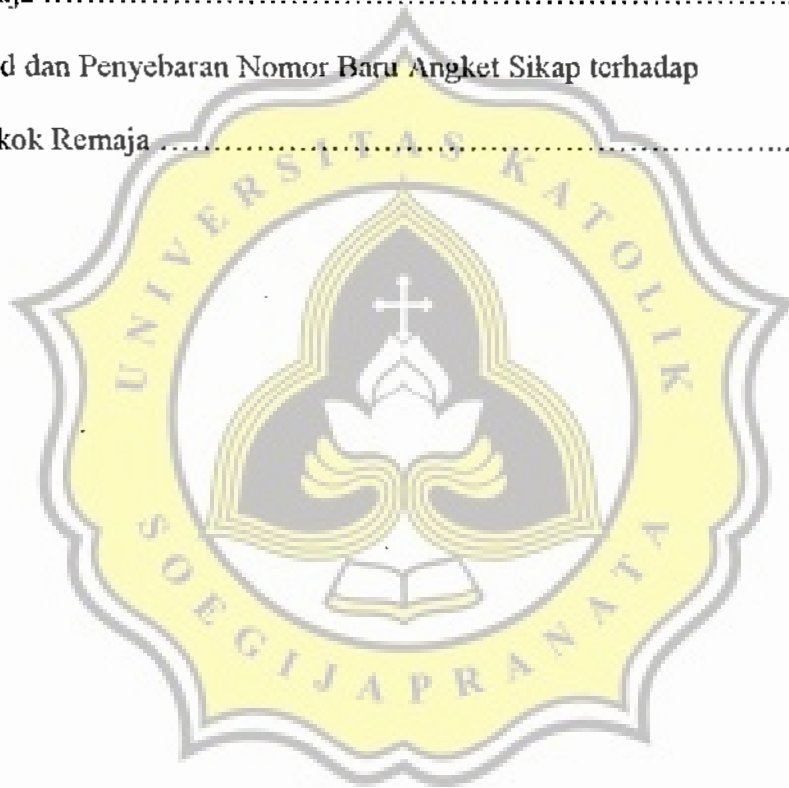 d dan Penyebaran Nomor Baru Angket Sikap terhadap
kok Remaja ........................................................
UNIVERSITAS KATOLIK
SOEGIJAPRANATA